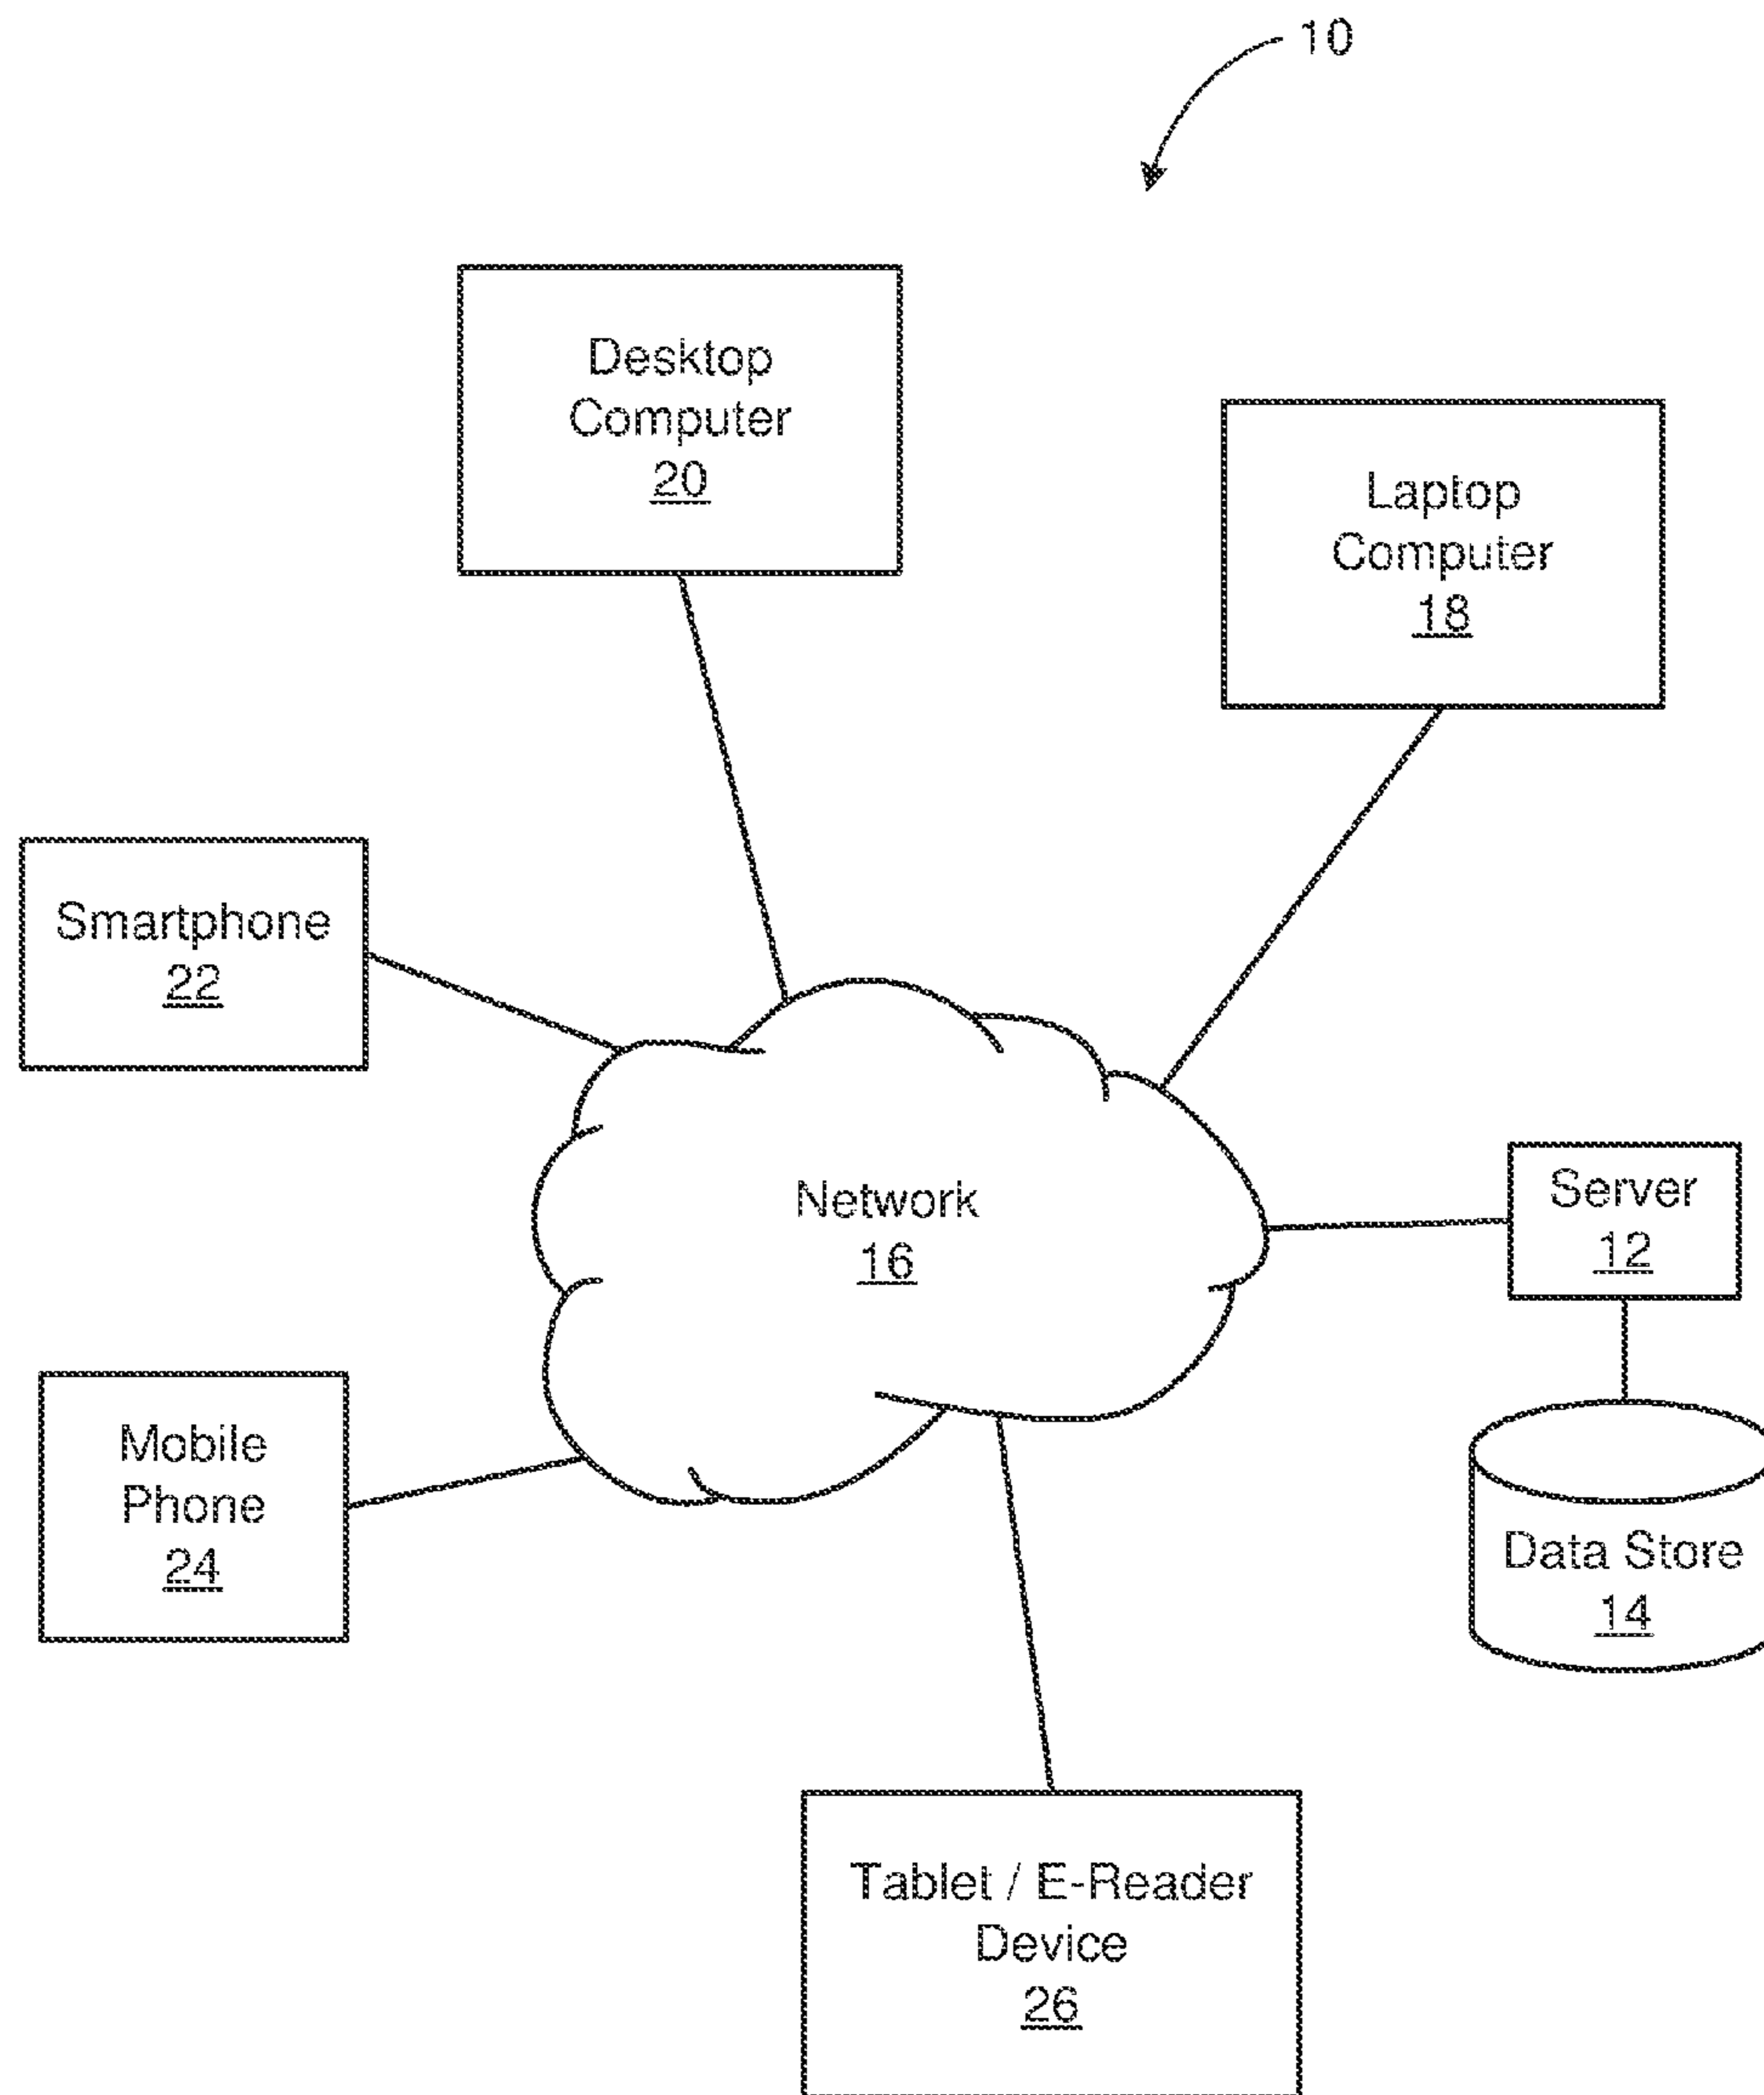 10
Desktop
Computer
20
Laptop
Computer
18
Smartphone
22
Network
16
Server
12
Mobile
Phone
24
Data Store
14
Tablet / E-Reader
Device
26